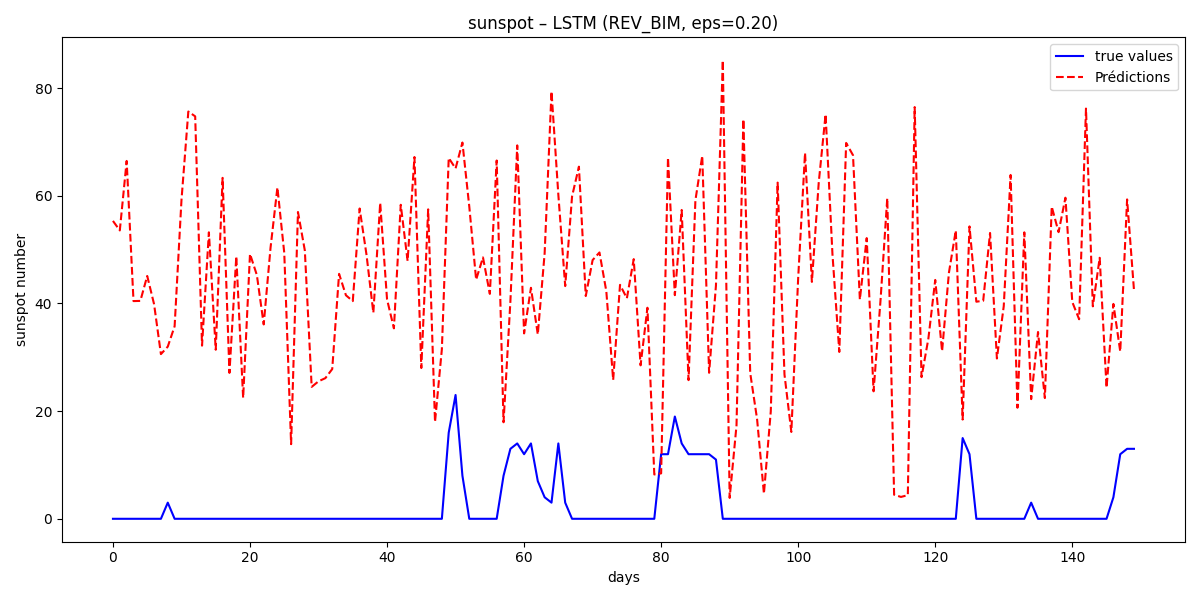 sunspot – LSTM (REV_BIM, eps=0.20)
true values
Prédictions
sunspot number
80
60
40
20
0
0 20 40 60 80 100 120 140
days